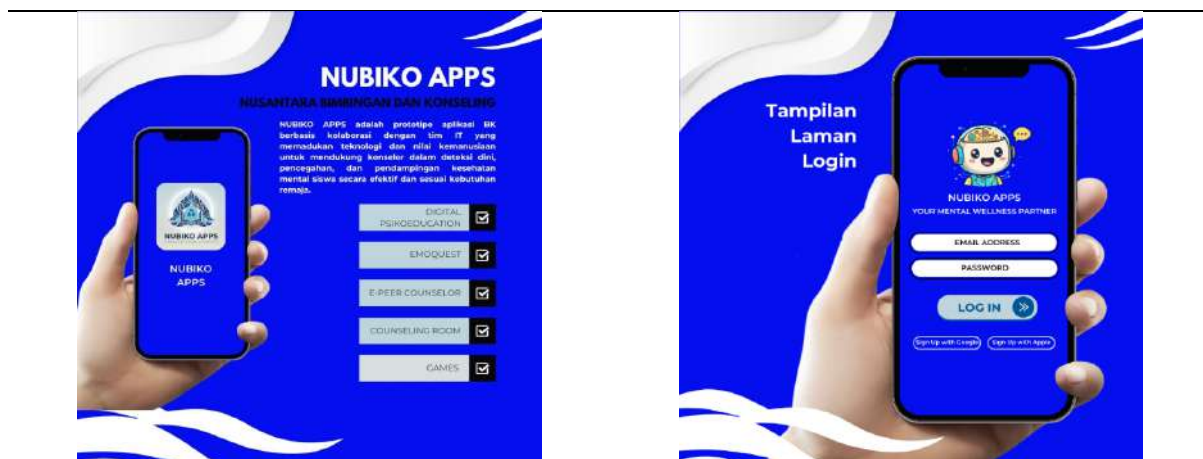 NUBIKO APPS
NUSANTARA BIMBINGAN DAN KONSELING
NUBIKO APPS adalah prototipe aplikasi BK
berbasis kolaborasi dengan tim IT yang
memadukan teknologi dan nilai kemanusiaan
untuk mendukung konselor dalam deteksi dini,
pencegahan, dan pendampingan kesehatan
mental siswa secara efektif dan sesuai kebutuhan
remaja.
NUBIKO APPS
NUBIKO
APPS
DIGITAL
PSIKOEDUCATION
EMOQUEST
E-PEER COUNSELOR
COUNSELING ROOM
GAMES
Tampilan
Laman
Login
NUBIKO APPS
YOUR MENTAL WELLNESS PARTNER
EMAIL ADDRESS
PASSWORD
LOG IN
Sign Up with Google
Sign Up with Apple